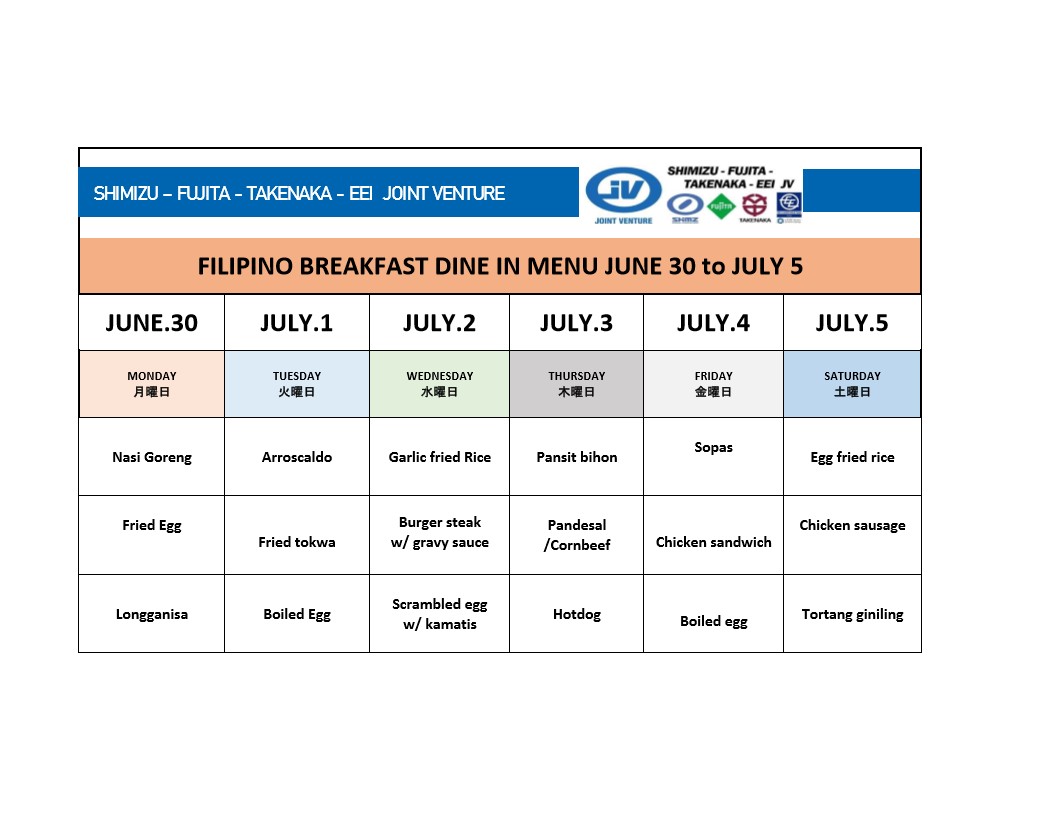 SHIMIZU – FUJITA - TAKENAKA - EEI JOINT VENTURE
JV
JOINT VENTURE
SHIMIZU - FUJITA -
TAKENAKA - EEI JV
SHIMZ
FUJITA
TAKENAKA
FILIPINO BREAKFAST DINE IN MENU JUNE 30 to JULY 5
JUNE.30 JULY.1 JULY.2 JULY.3 JULY.4 JULY.5
MONDAY TUESDAY WEDNESDAY THURSDAY FRIDAY SATURDAY
月曜日 火曜日 水曜日 木曜日 金曜日 土曜日
Nasi Goreng
Arroscaldo
Garlic fried Rice
Pansit bihon
Sopas
Egg fried rice
Fried Egg
Fried tokwa
Burger steak
w/ gravy sauce
Pandesal
/Cornbeef
Chicken sandwich
Chicken sausage
Longganisa
Boiled Egg
Scrambled egg
w/ kamatis
Hotdog
Boiled egg
Tortang giniling